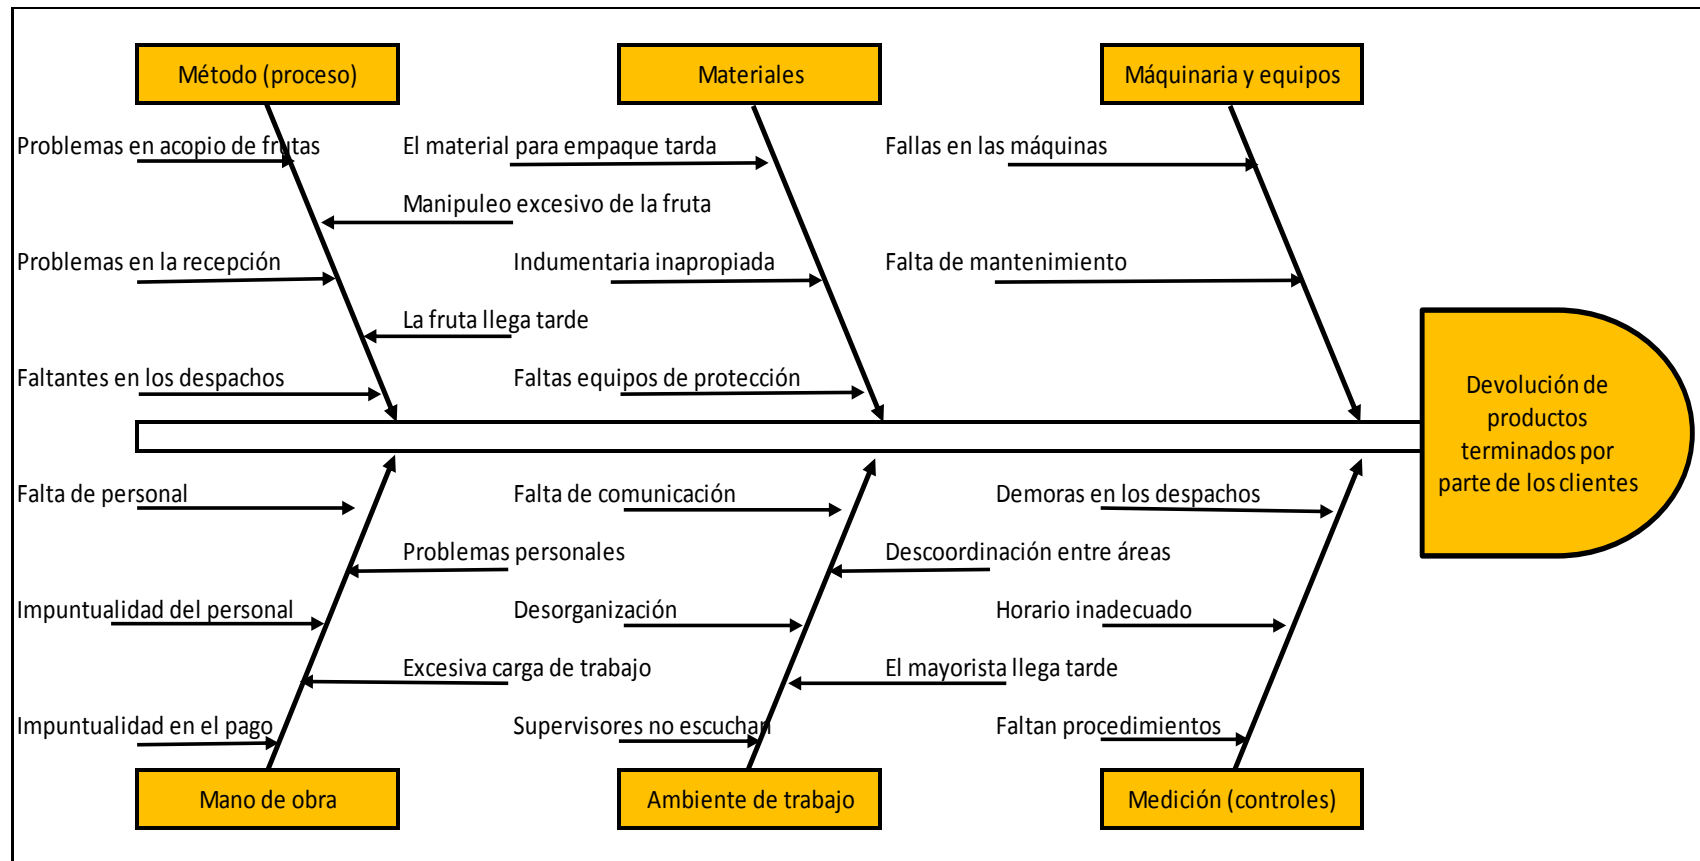 Método (proceso)
Materiales
Máquinaria y equipos
Problemas en acopio de frutas
El material para empaque tarda
Fallas en las máquinas
Manipuleo excesivo de la fruta
Problemas en la recepción
Indumentaria inapropiada
Falta de mantenimiento
La fruta llega tarde
Faltantes en los despachos
Faltas equipos de protección
Devolución de
productos
terminados por
parte de los clientes
Falta de personal
Falta de comunicación
Demoras en los despachos
Problemas personales
Descoordinación entre áreas
Impuntualidad del personal
Desorganización
Horario inadecuado
Excesiva carga de trabajo
El mayorista llega tarde
Impuntualidad en el pago
Supervisores no escuchan
Faltan procedimientos
Mano de obra
Ambiente de trabajo
Medición (controles)